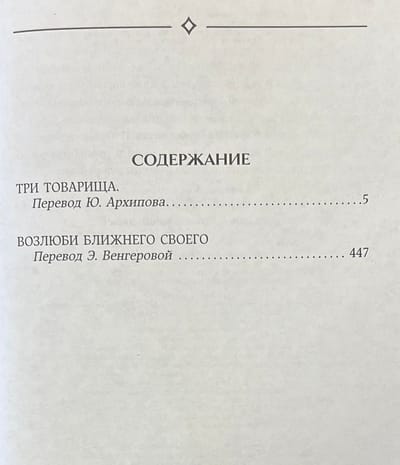 СОДЕРЖАНИЕ
ТРИ ТОВАРИЩА.
Перевод Ю. Архипова. . . . . . . . . . . . . . . . . . . . . . . . . . . . . . .5
ВОЗЛЮБИ БЛИЖНЕГО СВОЕГО
Перевод Э. Венгеровой . . . . . . . . . . . . . . . . . . . . . . . . . . 447